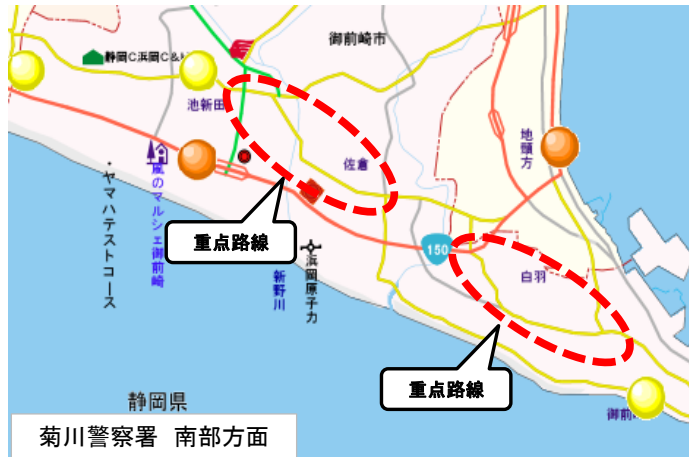 御前崎市
静岡C浜岡C&
池新田
佐倉
地頭方
・ヤマハテストコース
風のマルシェ御前崎
重点路線
新野川
浜岡原子力
150
白羽
重点路線
静岡県
御前
菊川警察署 南部方面